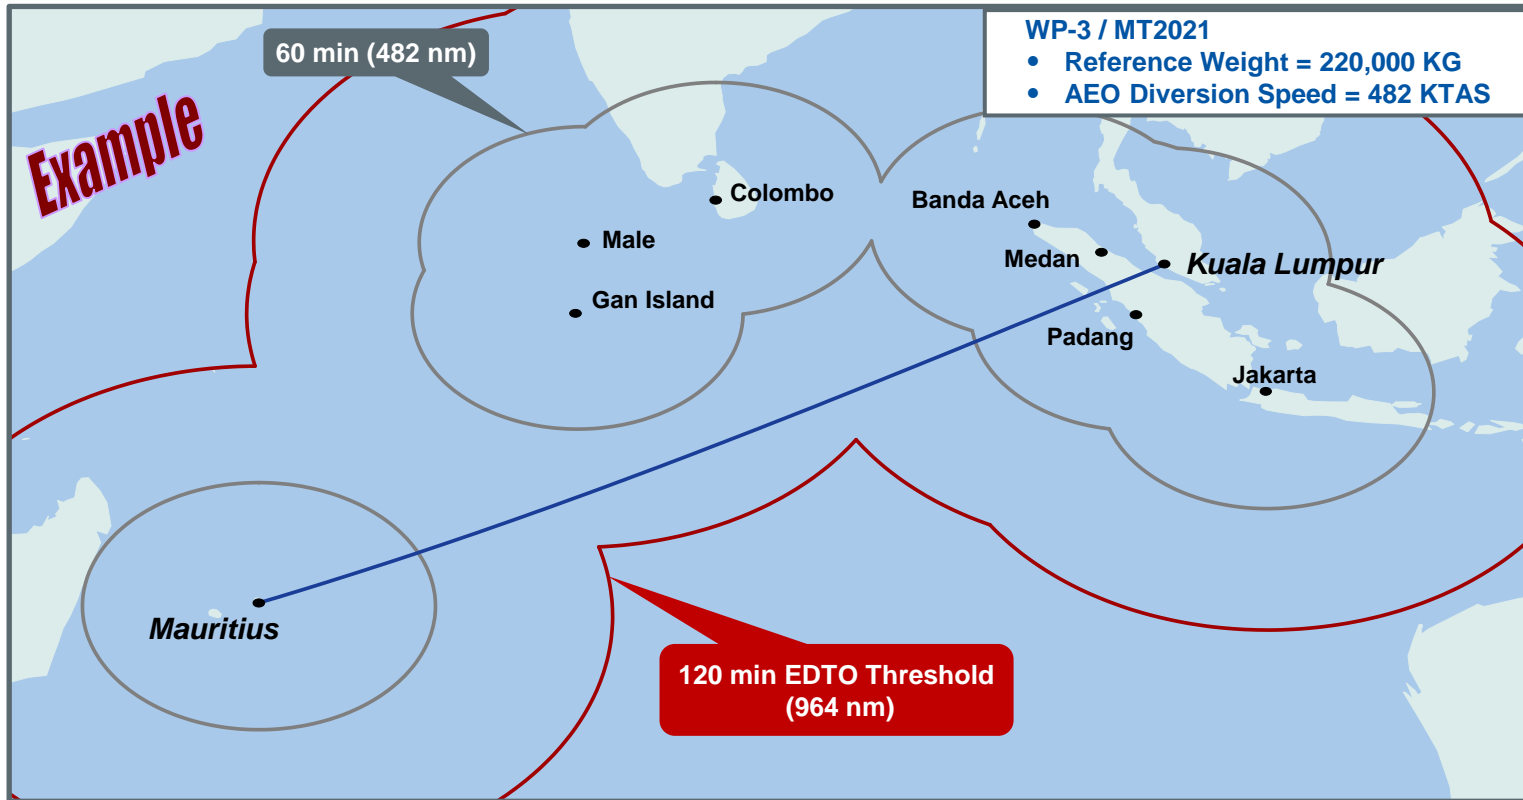 60 min (482 nm)
WP-3 / MT2021
• Reference Weight = 220,000 KG
• AEO Diversion Speed = 482 KTAS
Example
Colombo
Banda Aceh
Male
Medan
Kuala Lumpur
Gan Island
Padang
Jakarta
Mauritius
120 min EDTO Threshold
(964 nm)